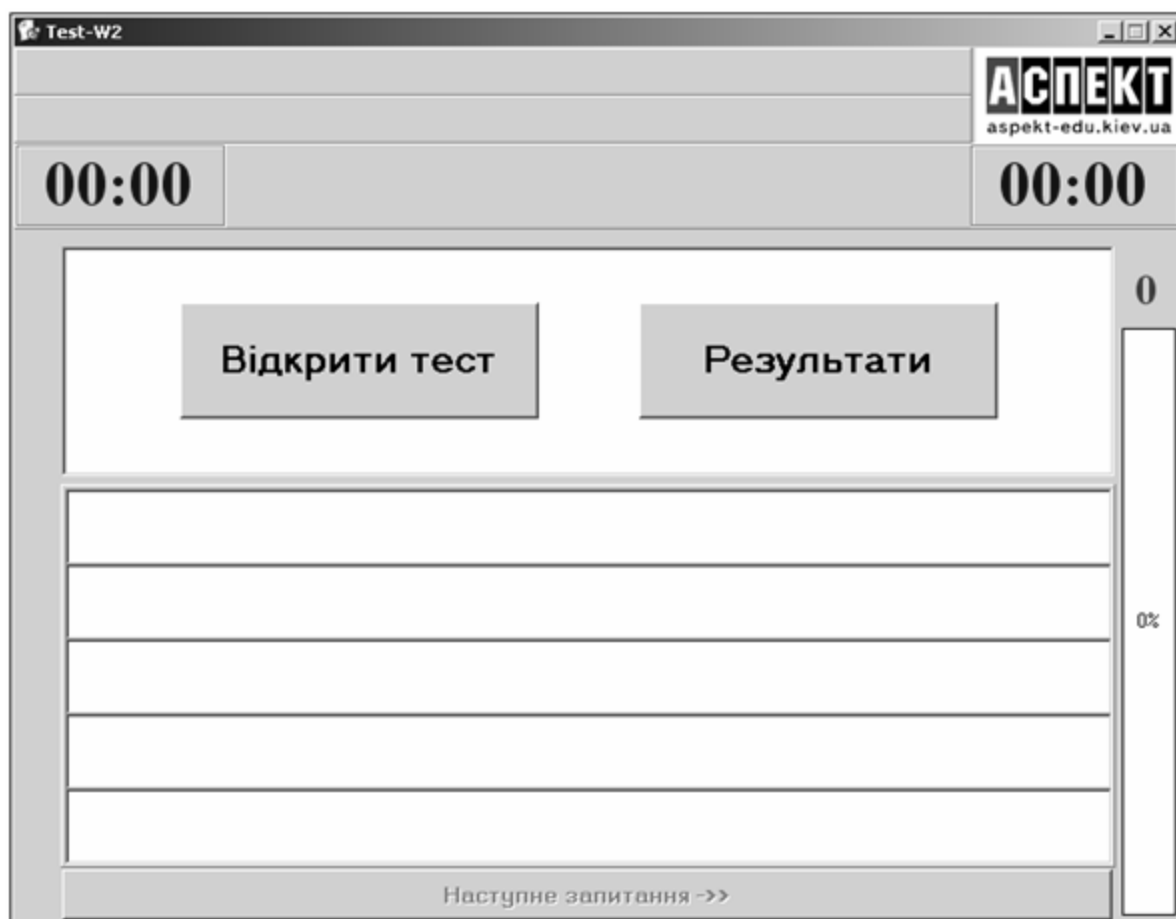 Test-W2
АСПЕКТ
aspekt-edu.kiev.ua
00:00
00:00
0
Відкрити тест
Результати
0%
Наступне запитання ->>